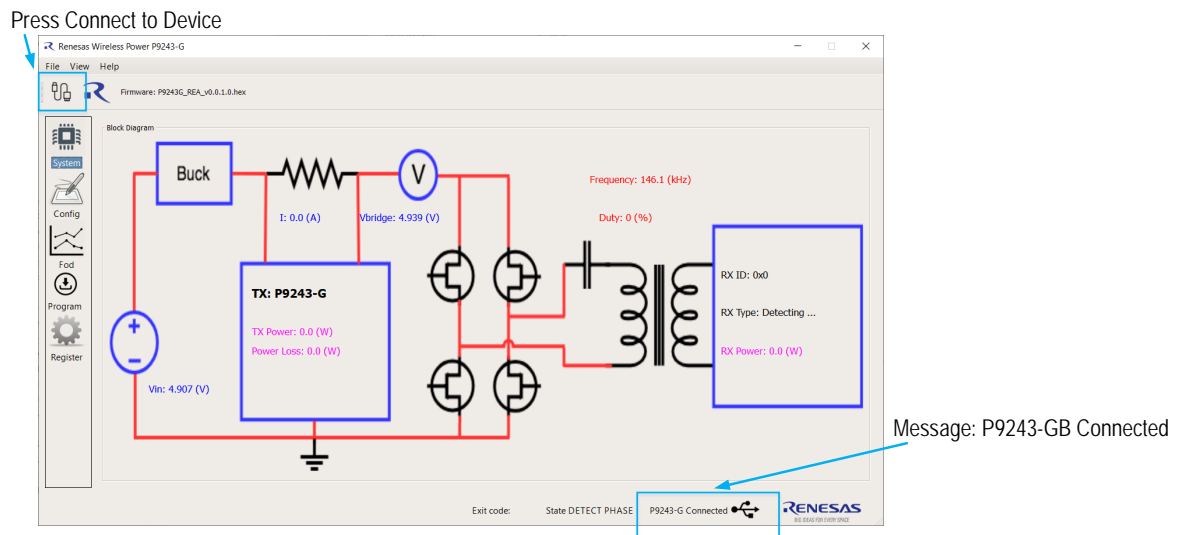 Press Connect to Device
Renesas Wireless Power P9243-G
File View Help
Firmware: P9243G_REA_v0.0.1.0.hex
System
Config
Fod
Program
Register
Block Diagram
Buck
V
I: 0.0 (A)
Vbridge: 4.939 (V)
Frequency: 146.1 (kHz)
Duty: 0 (%)
TX: P9243-G
TX Power: 0.0 (W)
Power Loss: 0.0 (W)
Vin: 4.907 (V)
RX ID: 0x0
RX Type: Detecting ...
RX Power: 0.0 (W)
Message: P9243-GB Connected
Exit code: State DETECT PHASE P9243-G Connected
RENESAS
BIG IDEAS FOR EVERY SPACE